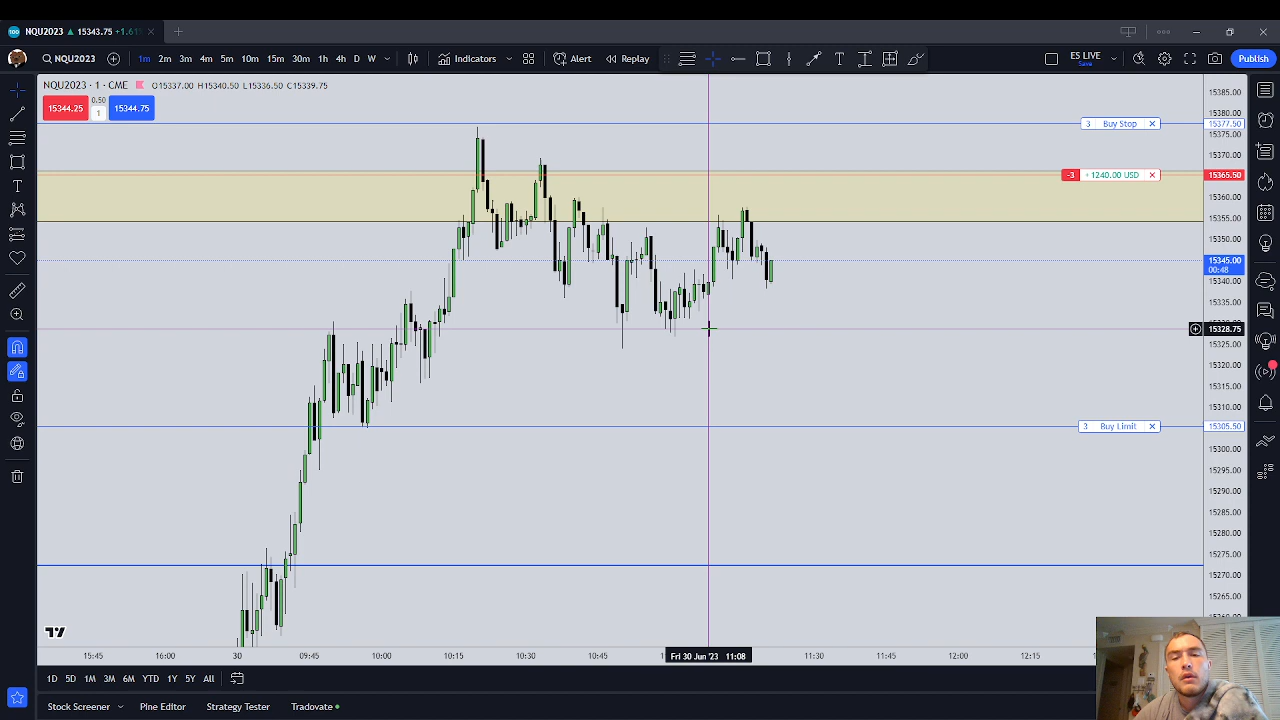 NQU2023 15343.75 +1.61
NQU2023 1m 2m 3m 4m 5m 10m 15m 30m 1h 4h D W Indicators Alert Replay ES LIVE Save Publish
NQU2023 · 1 · CME O15337.00 H15340.50 L15336.50 C15339.75
15344.25 0.50 1 15344.75
15385.00
15380.00
3 Buy Stop 15377.50
15375.00
15370.00
-3 +1240.00 USD 15365.50
15360.00
15355.00
15350.00
15345.00
00:48
15340.00
15335.00
15328.75
15325.00
15320.00
15315.00
15310.00
3 Buy Limit 15305.50
15300.00
15295.00
15290.00
15285.00
15280.00
15275.00
15270.00
15265.00
15:45 16:00 30 09:45 10:00 10:15 10:30 10:45 Fri 30 Jun '23 11:08 11:30 11:45 12:00 12:15
1D 5D 1M 3M 6M YTD 1Y 5Y All
Stock Screener Pine Editor Strategy Tester Tradovate